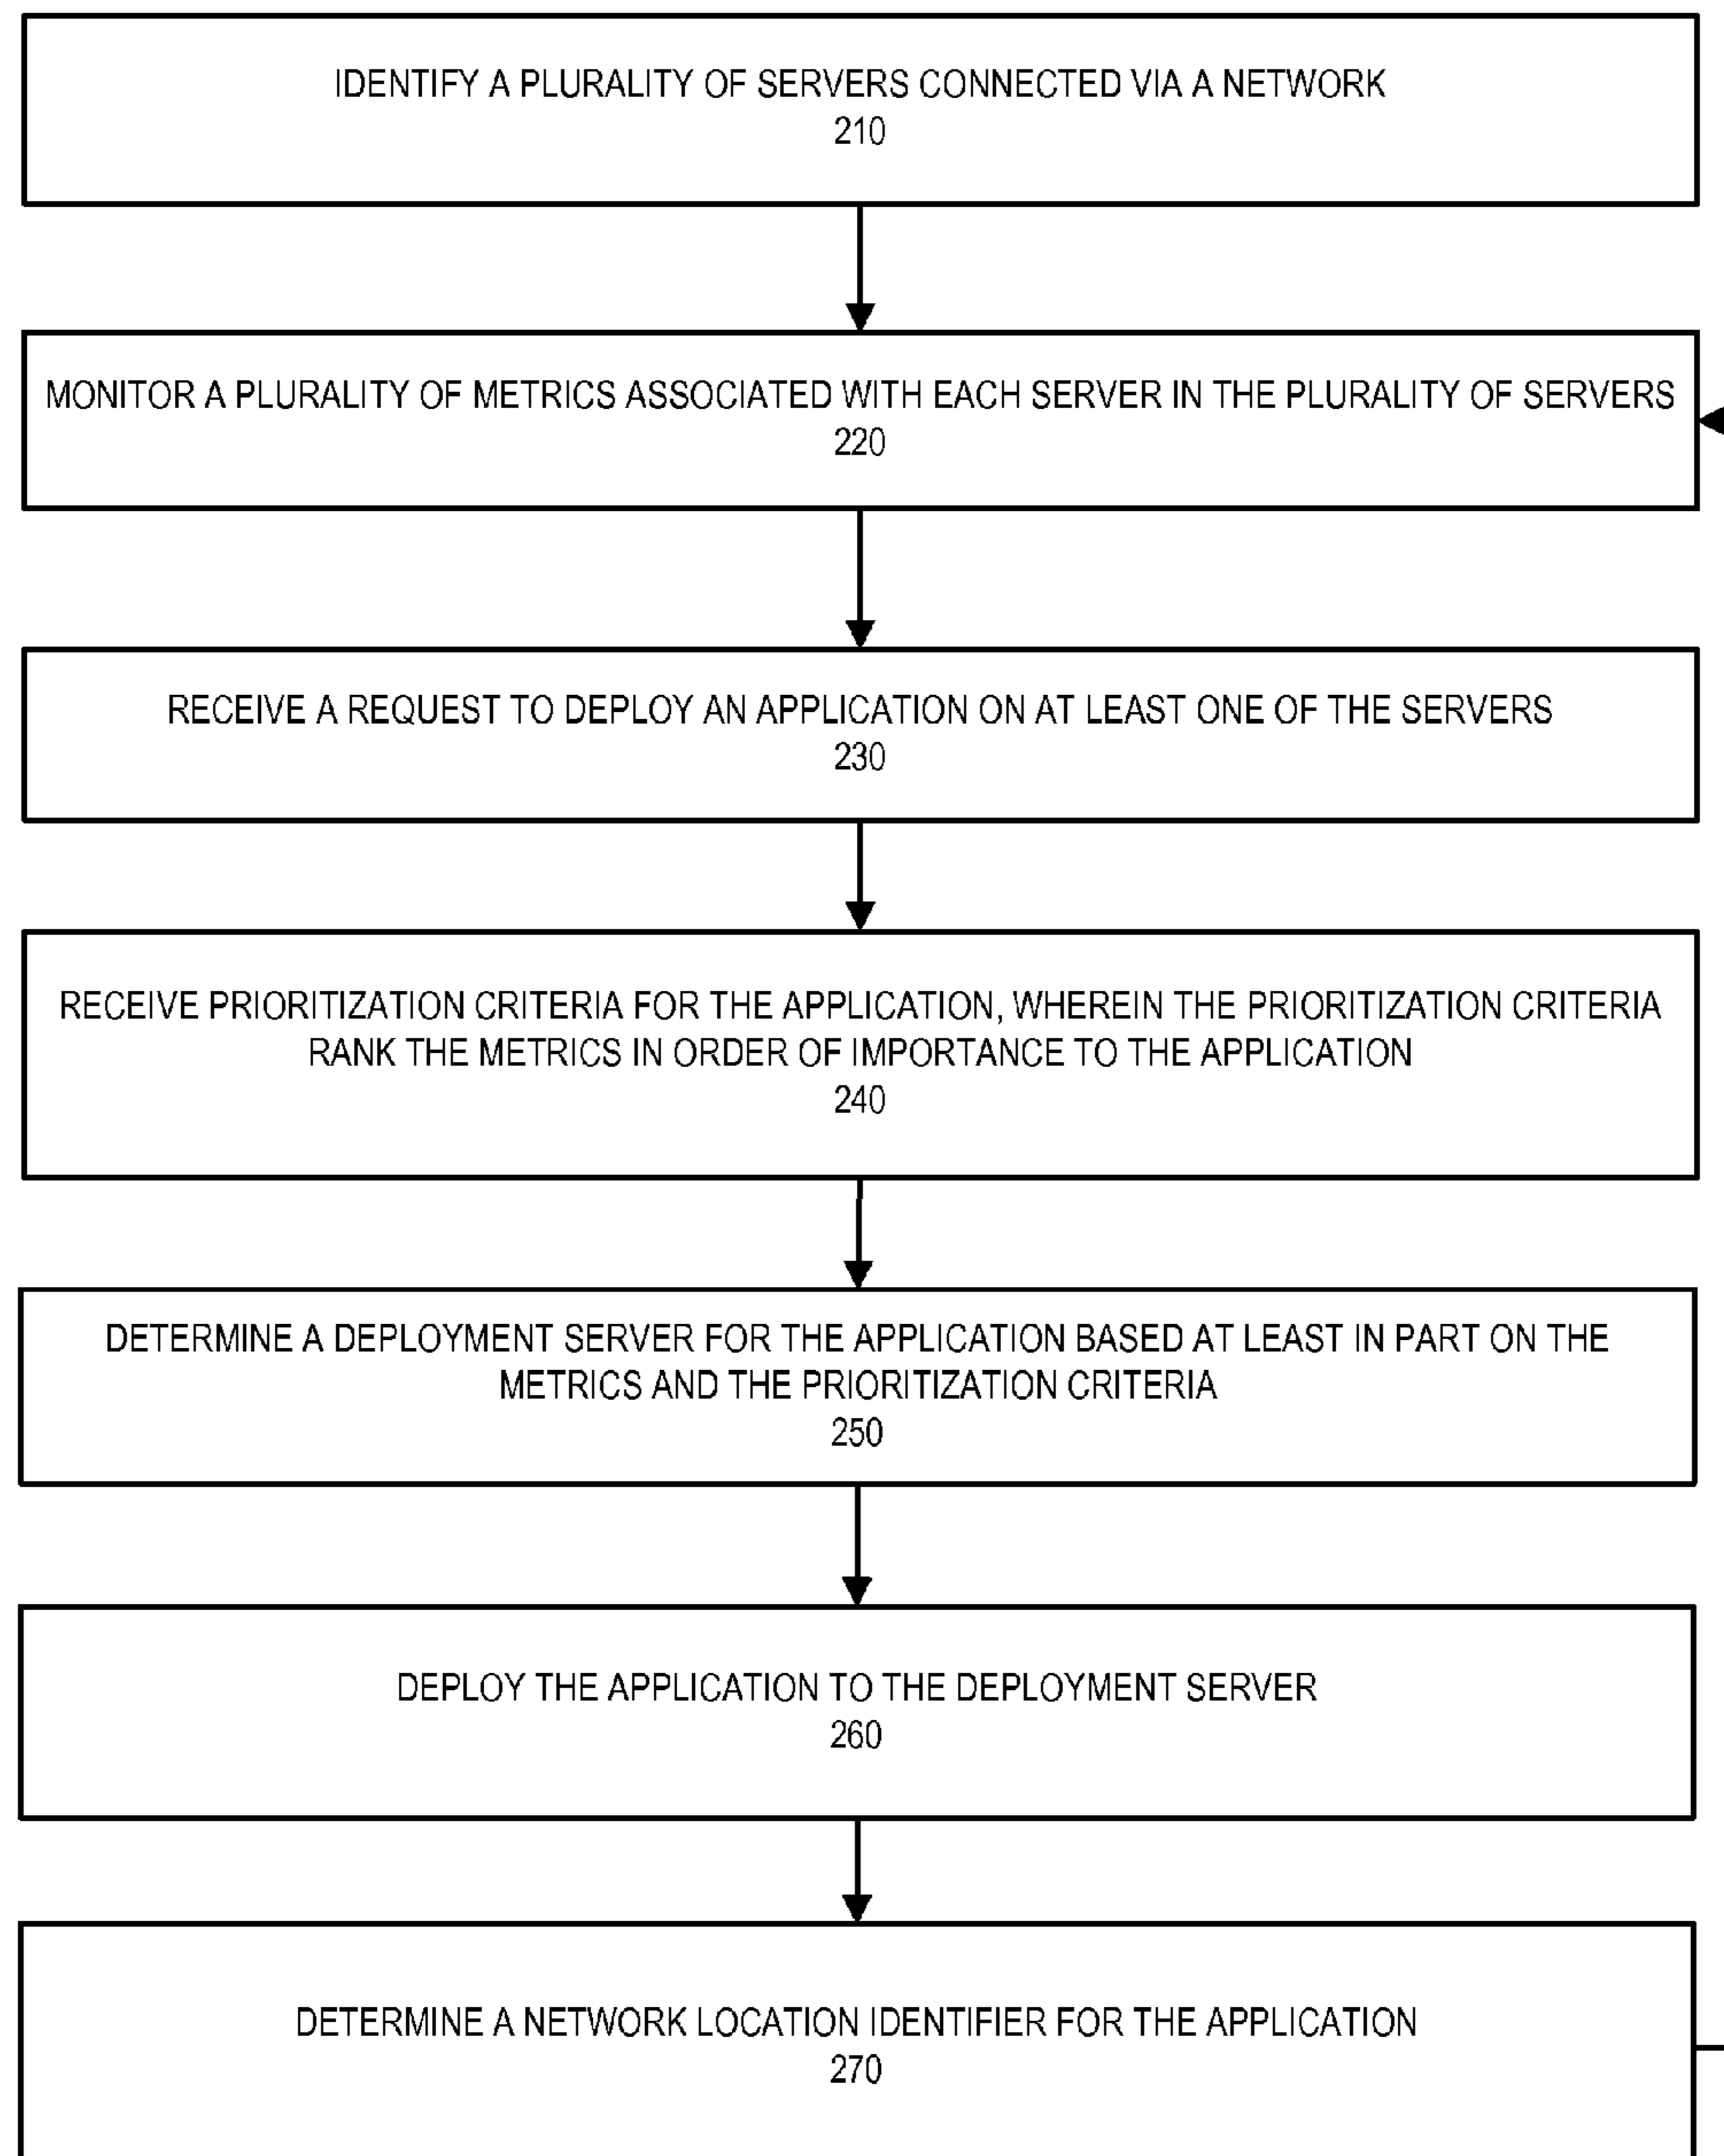 IDENTIFY A PLURALITY OF SERVERS CONNECTED VIA A NETWORK
210
MONITOR A PLURALITY OF METRICS ASSOCIATED WITH EACH SERVER IN THE PLURALITY OF SERVERS
220
RECEIVE A REQUEST TO DEPLOY AN APPLICATION ON AT LEAST ONE OF THE SERVERS
230
RECEIVE PRIORITIZATION CRITERIA FOR THE APPLICATION, WHEREIN THE PRIORITIZATION CRITERIA
RANK THE METRICS IN ORDER OF IMPORTANCE TO THE APPLICATION
240
DETERMINE A DEPLOYMENT SERVER FOR THE APPLICATION BASED AT LEAST IN PART ON THE
METRICS AND THE PRIORITIZATION CRITERIA
250
DEPLOY THE APPLICATION TO THE DEPLOYMENT SERVER
260
DETERMINE A NETWORK LOCATION IDENTIFIER FOR THE APPLICATION
270